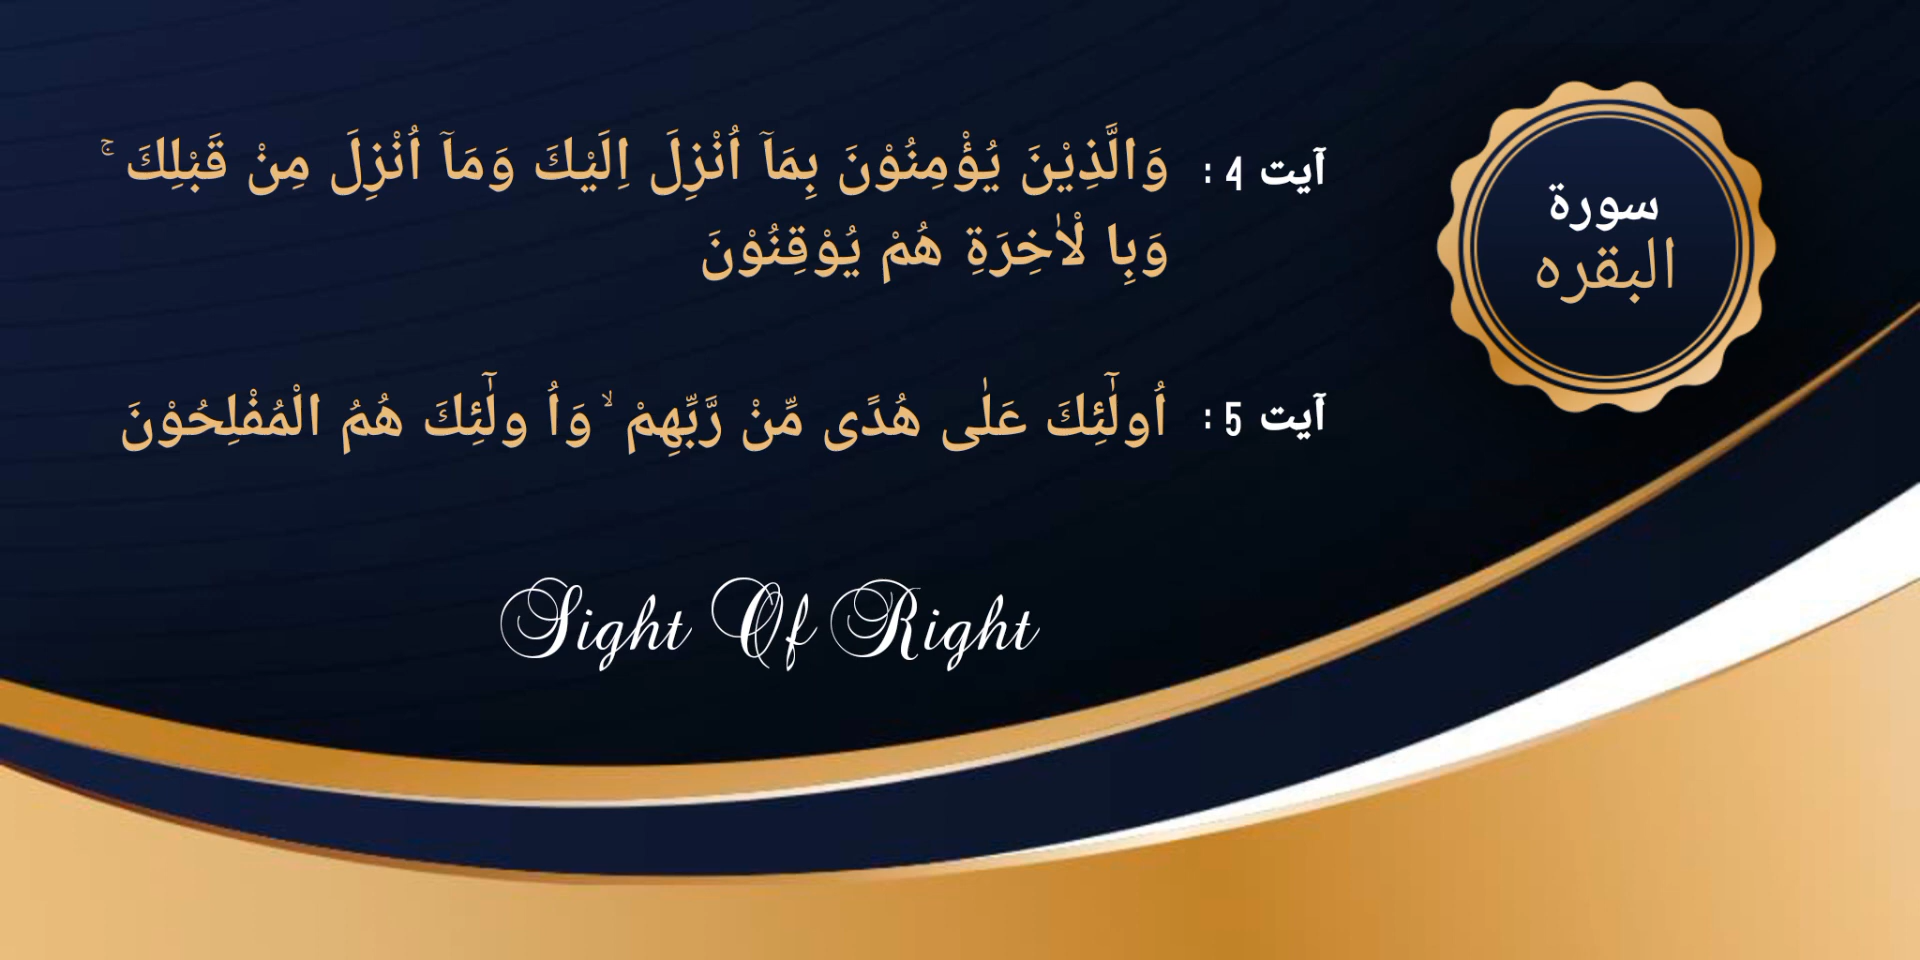 آیت 4 : وَالَّذِيْنَ يُؤْمِنُوْنَ بِمَاۤ اُنْزِلَ اِلَيْكَ وَمَاۤ اُنْزِلَ مِنْ قَبْلِكَ ۚ
وَبِا لْاٰخِرَةِ هُمْ يُوْقِنُوْنَ
آیت 5 : اُولٰٓئِكَ عَلٰى هُدًى مِّنْ رَّبِّهِمْ ۙ وَاُ ولٰٓئِكَ هُمُ الْمُفْلِحُوْنَ
سورة
البقره
Sight Of Right